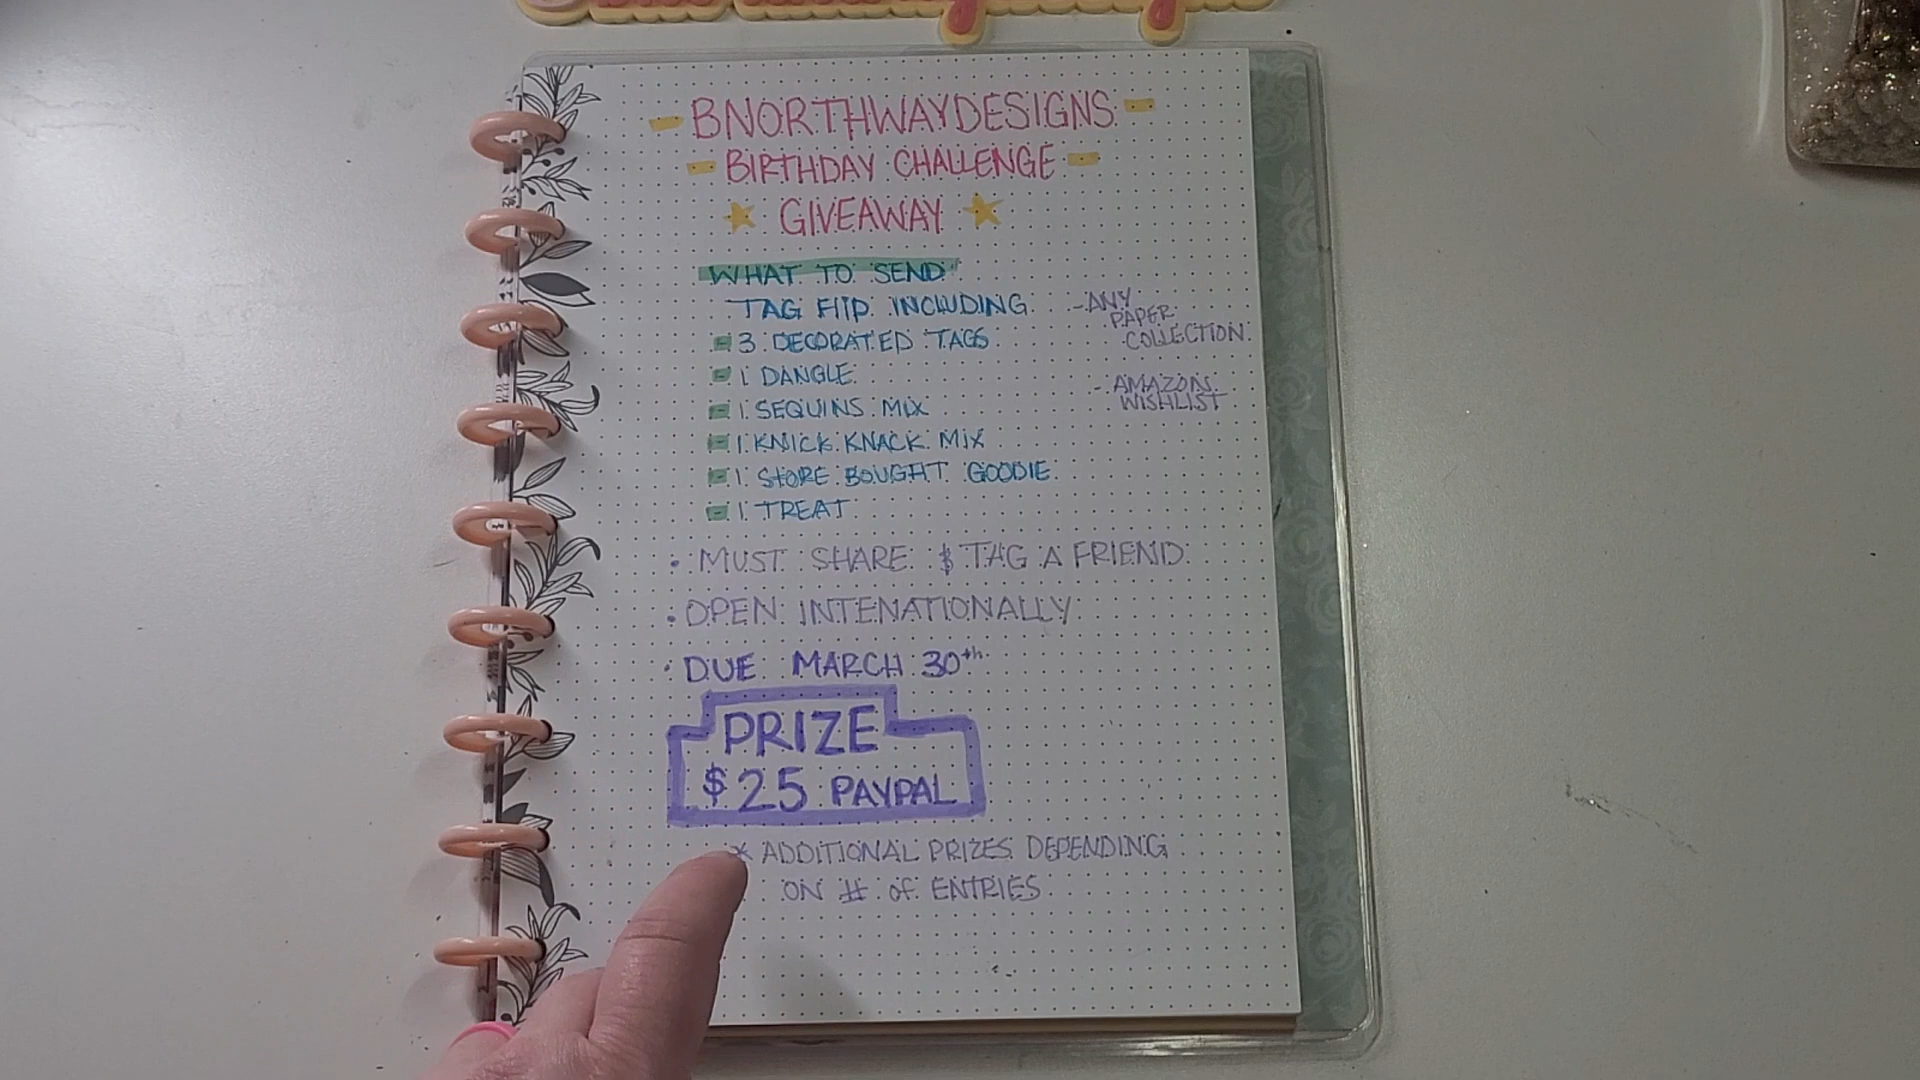 BNORTHWAYDESIGNS
BIRTHDAY CHALLENGE
GIVEAWAY
WHAT TO SEND
TAG FLIP INCLUDING
- 3 DECORATED TAGS
- 1 DANGLE
- 1 SEQUINS MIX
- 1 KNICK KNACK MIX
- 1 STORE BOUGHT GOODIE
- 1 TREAT
- ANY
PAPER
COLLECTION
- AMAZON
WISHLIST
• MUST SHARE & TAG A FRIEND
• OPEN INTENATIONALLY
• DUE MARCH 30th
PRIZE
$25 PAYPAL
* ADDITIONAL PRIZES DEPENDING
ON # of ENTRIES